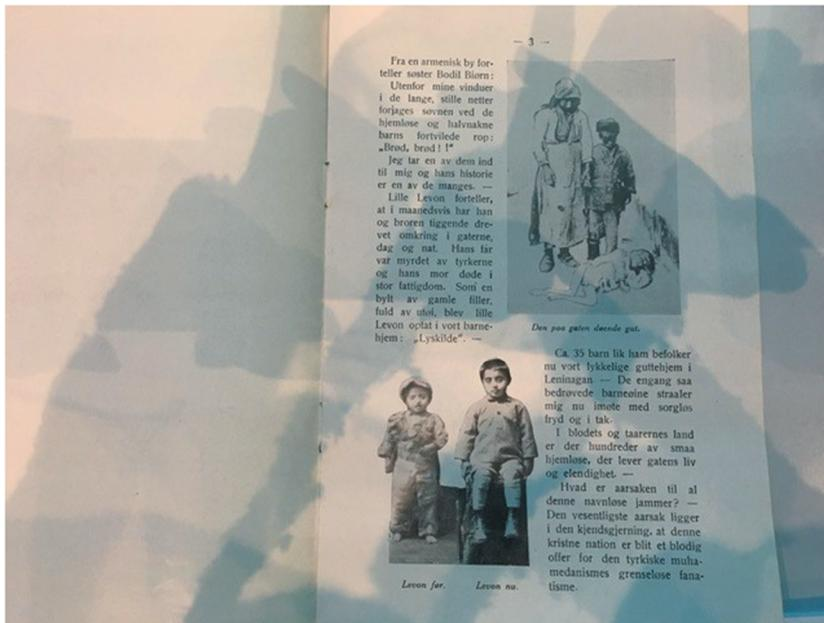 — 3 —
Fra en armenisk by for-
teller søster Bodil Biørn:
Utenfor mine vinduer
i de lange, stille netter
forjages søvnen ved de
hjemløse og halvnakne
barns fortvilede rop:
„Brød, brød! !"
Jeg tar en av dem ind
til mig og hans historie
er en av de manges. —
Lille Levon forteller,
at i maanedsvis har han
og broren tiggende dre-
vet omkring i gaterne,
dag og nat. Hans far
var myrdet av tyrkerne
og hans mor døde i
stor fattigdom. Som en
bylt av gamle filler,
fuld av utøi, blev lille
Levon optat i vort barne-
hjem: „Lyskilde". —
Den paa gaten døende gut.
Ca. 35 barn lik ham befolker
nu vort lykkelige guttehjem i
Leninagan — De engang saa
bedrøvede barneøine straaler
mig nu imøte med sorgløs
fryd og i tak.
I blodets og taarernes land
er der hundreder av smaa
hjemløse, der lever gatens liv
og elendighet. —
Hvad er aarsaken til al
denne navnløse jammer? —
Den vesentligste aarsak ligger
i den kjendsgjerning, at denne
kristne nation er blit et blodig
offer for den tyrkiske muha-
medanismes grenseløse fana-
tisme.
Levon før. Levon nu.